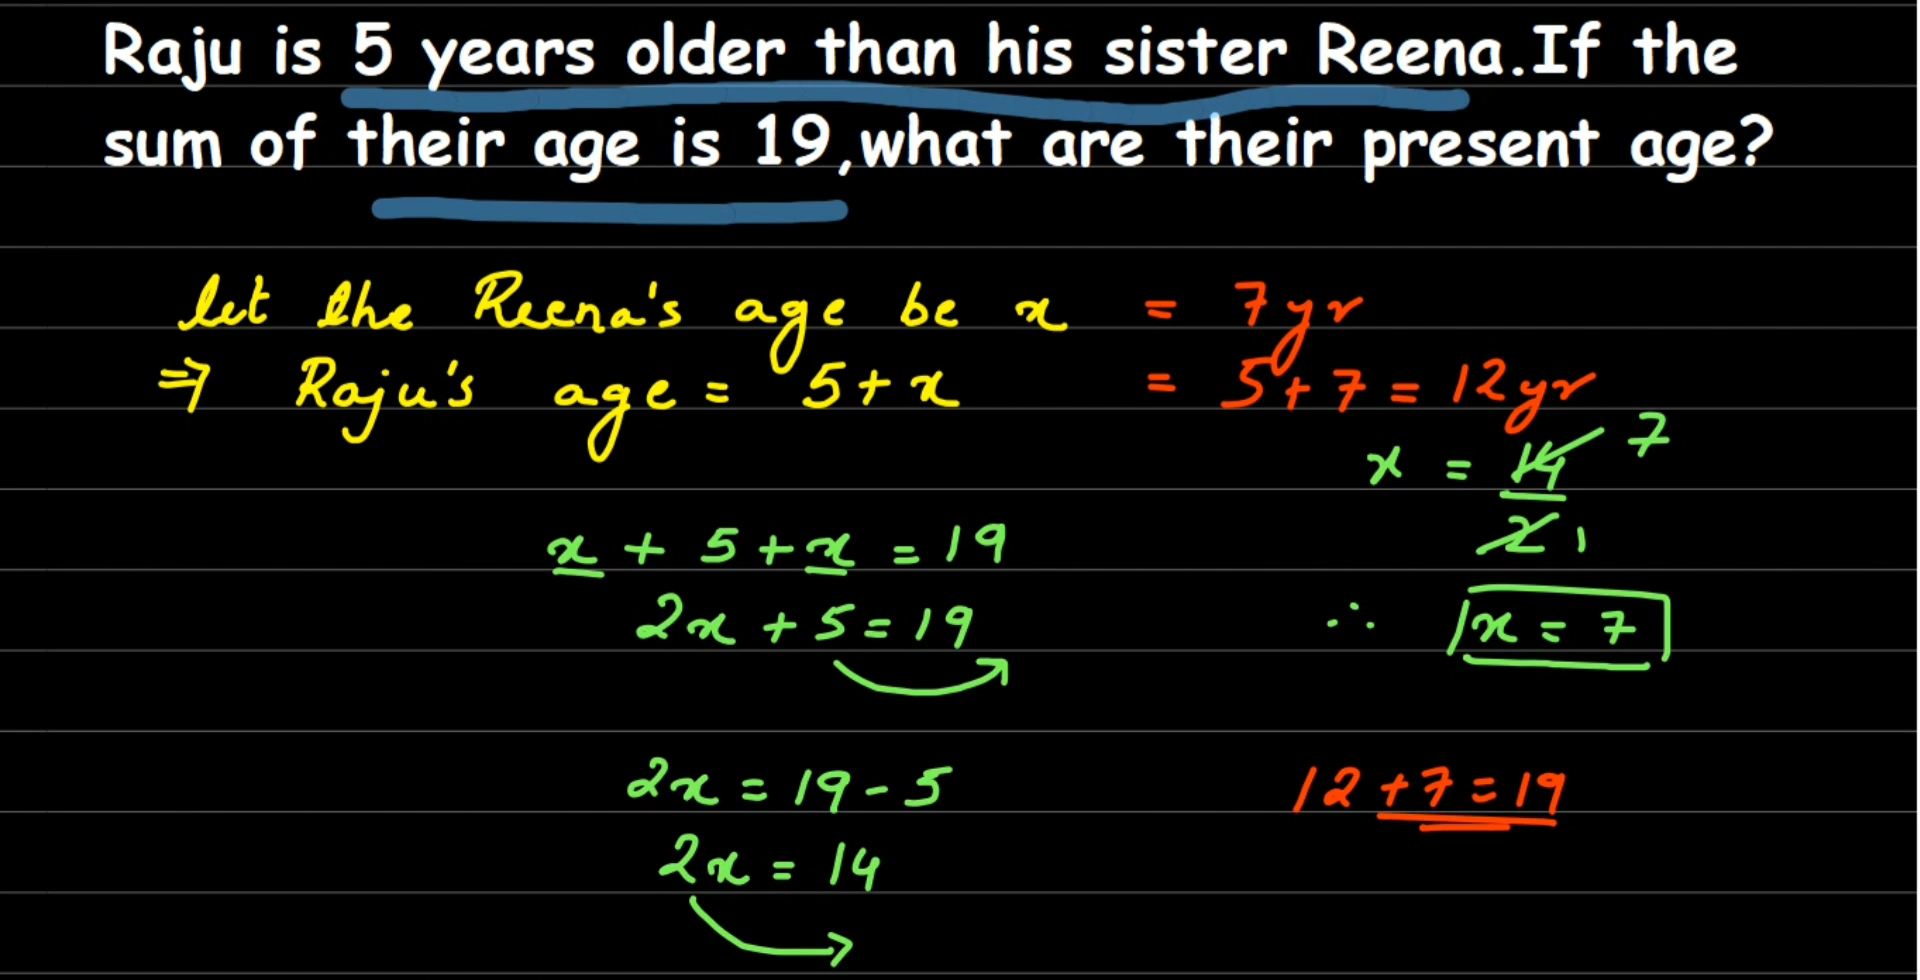 Raju is 5 years older than his sister Reena.If the
sum of their age is 19,what are their present age?
let the Reena's age be x = 7yr
⇒ Raju's age = 5+x = 5+7 = 12yr
x + 5 + x = 19
2x + 5 = 19
2x = 19 - 5
2x = 14
x = 14 7
2 1
∴ x = 7
12 + 7 = 19